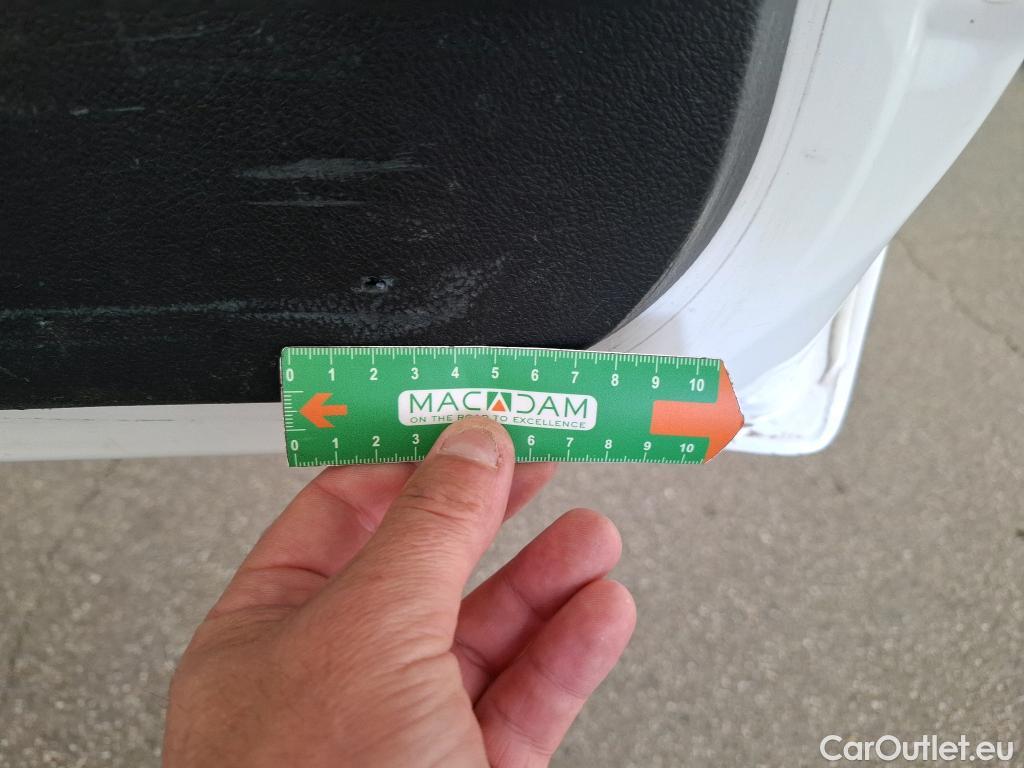 0 1 2 3 4 5 6 7 8 9 10
MACADAM
ON THE ROAD TO EXCELLENCE
0 1 2 3 6 7 8 9 10
CarOutlet.eu